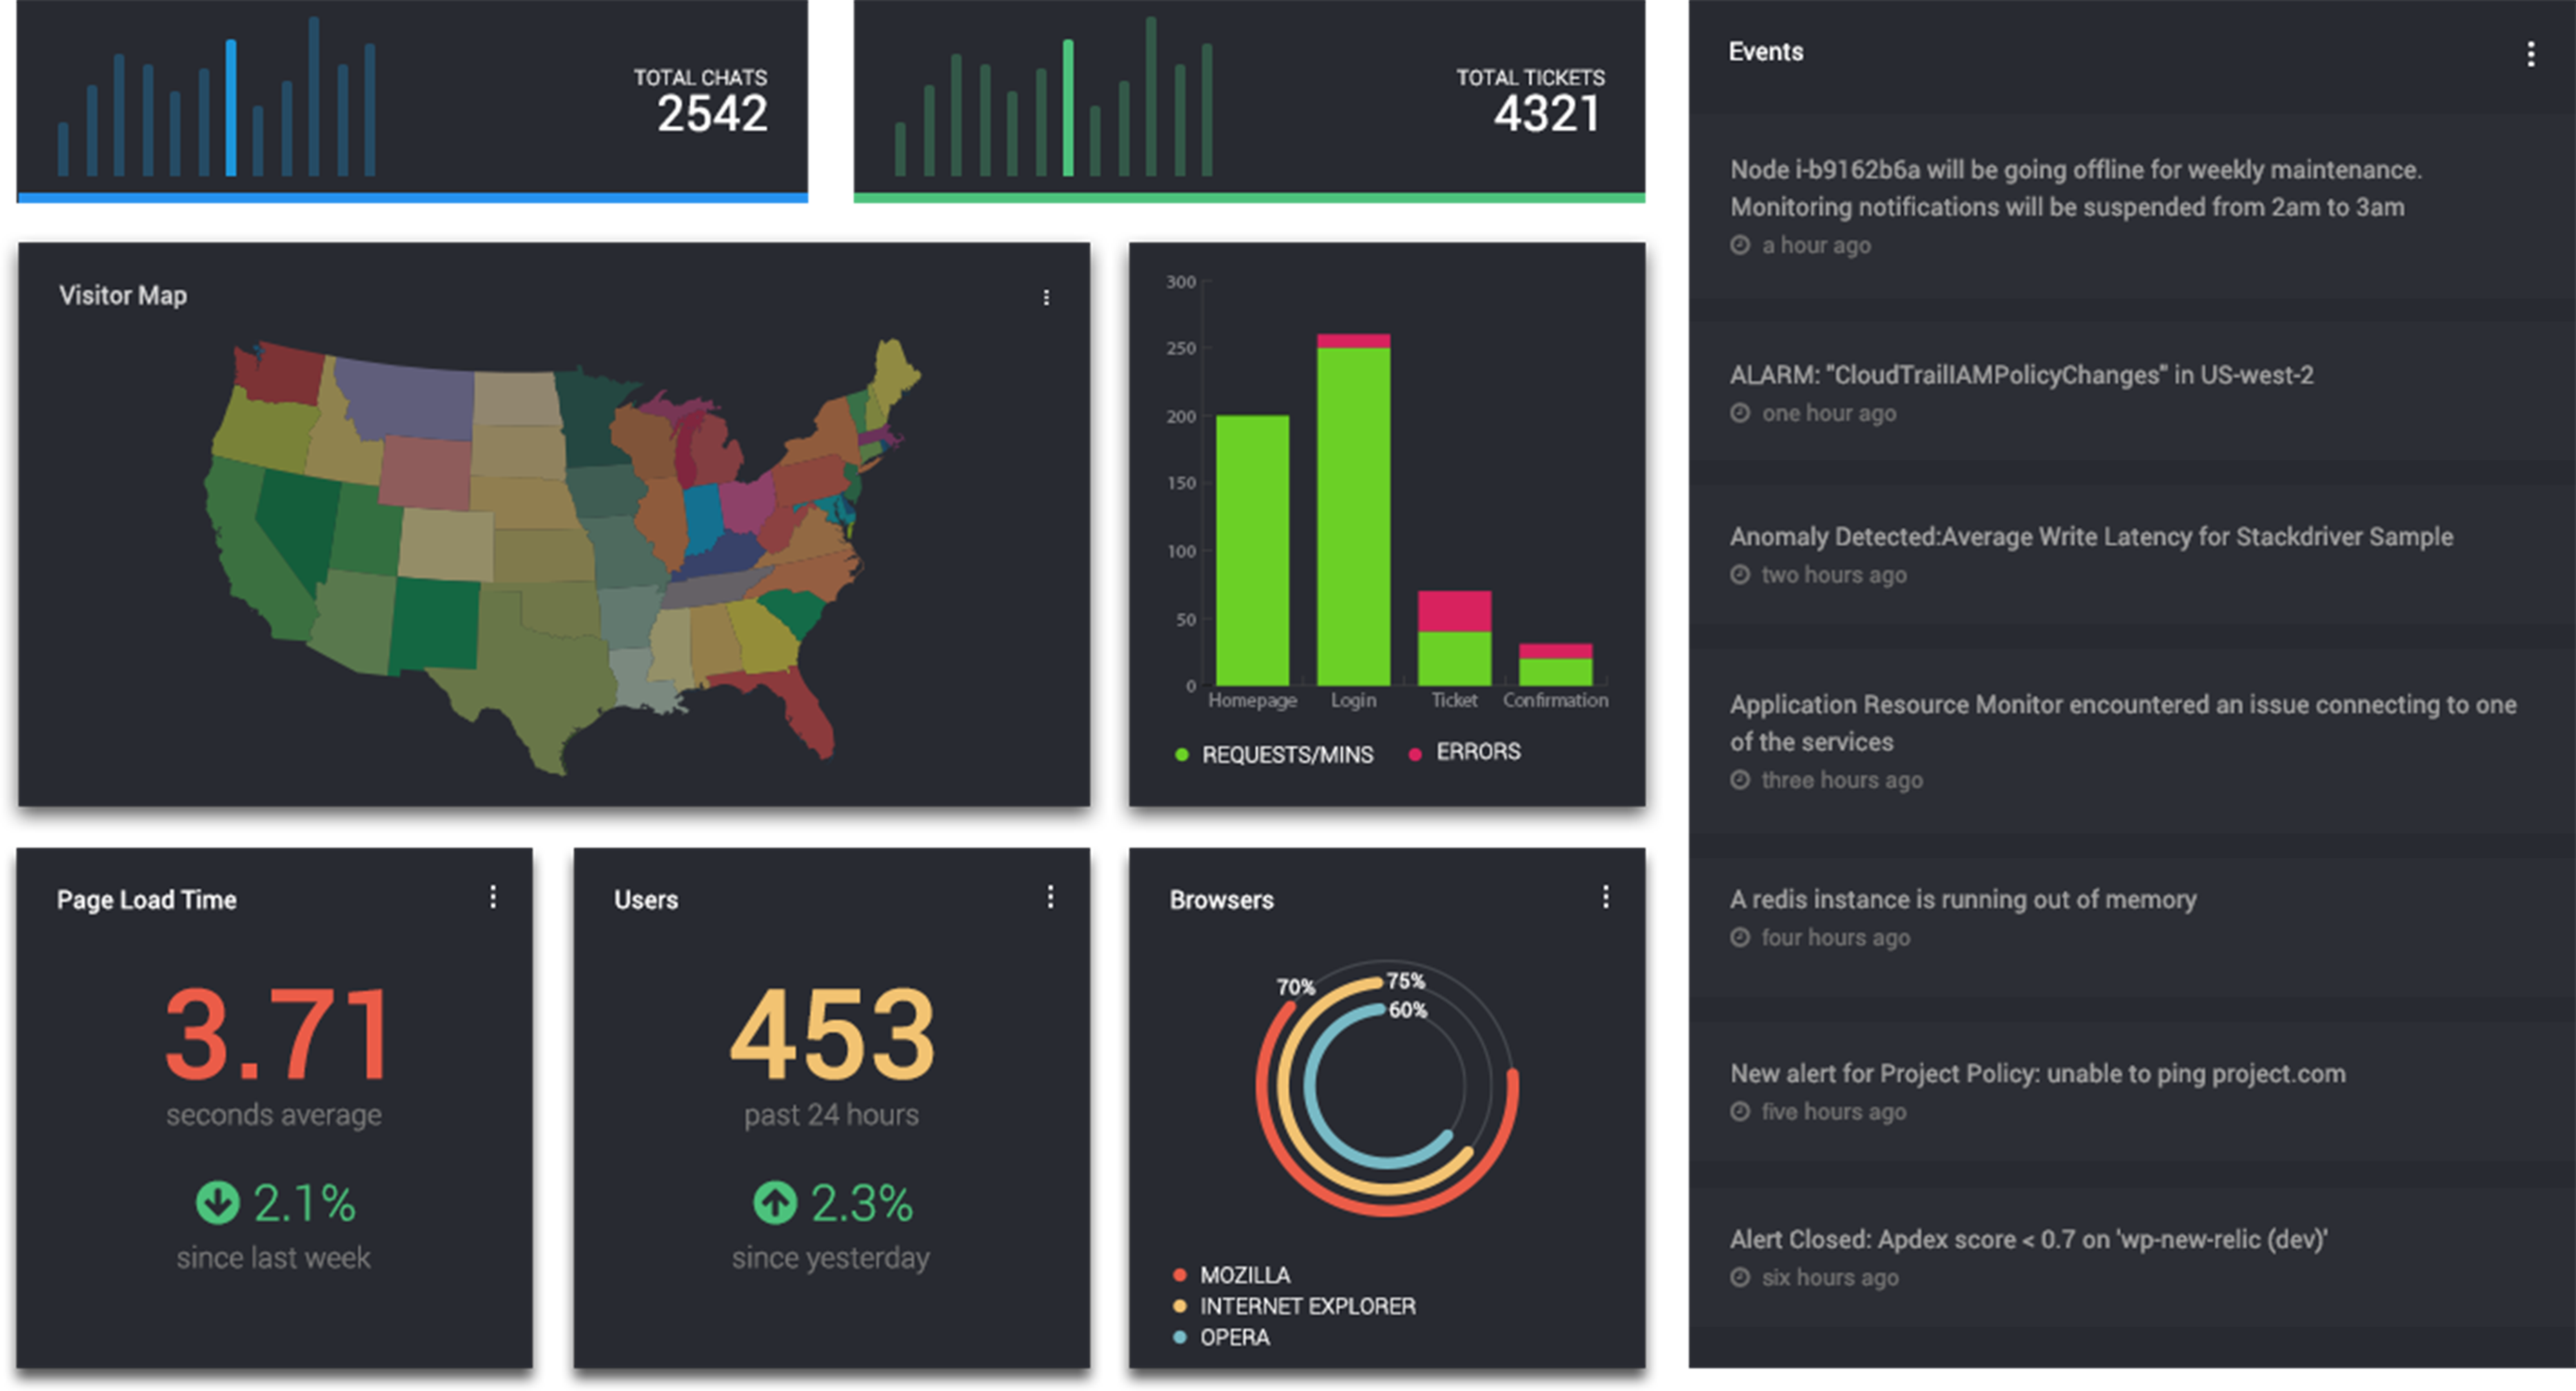 TOTAL CHATS
2542
TOTAL TICKETS
4321
Visitor Map
300
250
200
150
100
50
0
Homepage Login Ticket Confirmation
REQUESTS/MINS ERRORS
Page Load Time
3.71
seconds average
2.1%
since last week
Users
453
past 24 hours
2.3%
since yesterday
Browsers
70% 75%
60%
MOZILLA
INTERNET EXPLORER
OPERA
Events
Node i-b9162b6a will be going offline for weekly maintenance.
Monitoring notifications will be suspended from 2am to 3am
a hour ago
ALARM: "CloudTrailIAMPolicyChanges" in US-west-2
one hour ago
Anomaly Detected:Average Write Latency for Stackdriver Sample
two hours ago
Application Resource Monitor encountered an issue connecting to one
of the services
three hours ago
A redis instance is running out of memory
four hours ago
New alert for Project Policy: unable to ping project.com
five hours ago
Alert Closed: Apdex score < 0.7 on 'wp-new-relic (dev)'
six hours ago